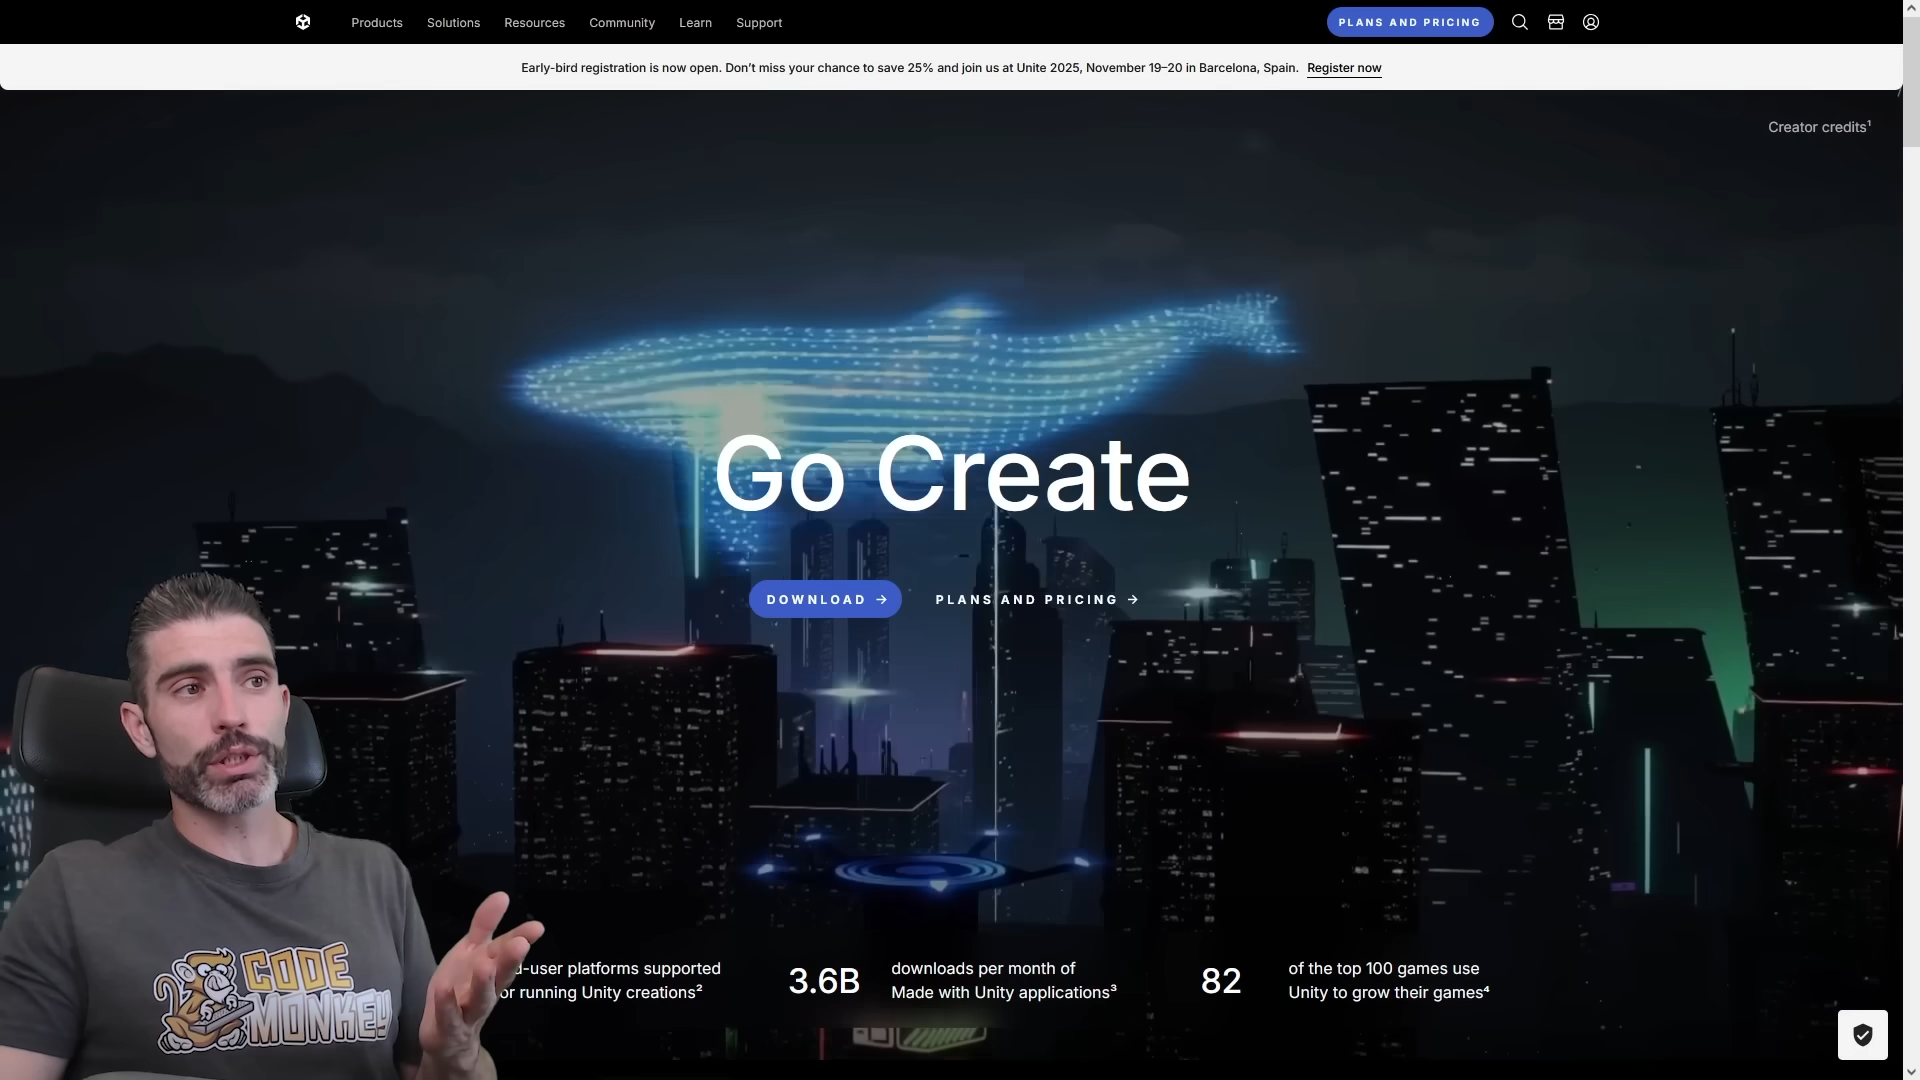 Products Solutions Resources Community Learn Support PLANS AND PRICING
Early-bird registration is now open. Don't miss your chance to save 25% and join us at Unite 2025, November 19–20 in Barcelona, Spain. Register now
Creator credits¹
Go Create
DOWNLOAD → PLANS AND PRICING →
platforms supported
running Unity creations²
3.6B
downloads per month of
Made with Unity applications³
82
of the top 100 games use
Unity to grow their games⁴
CODE
MONKEY